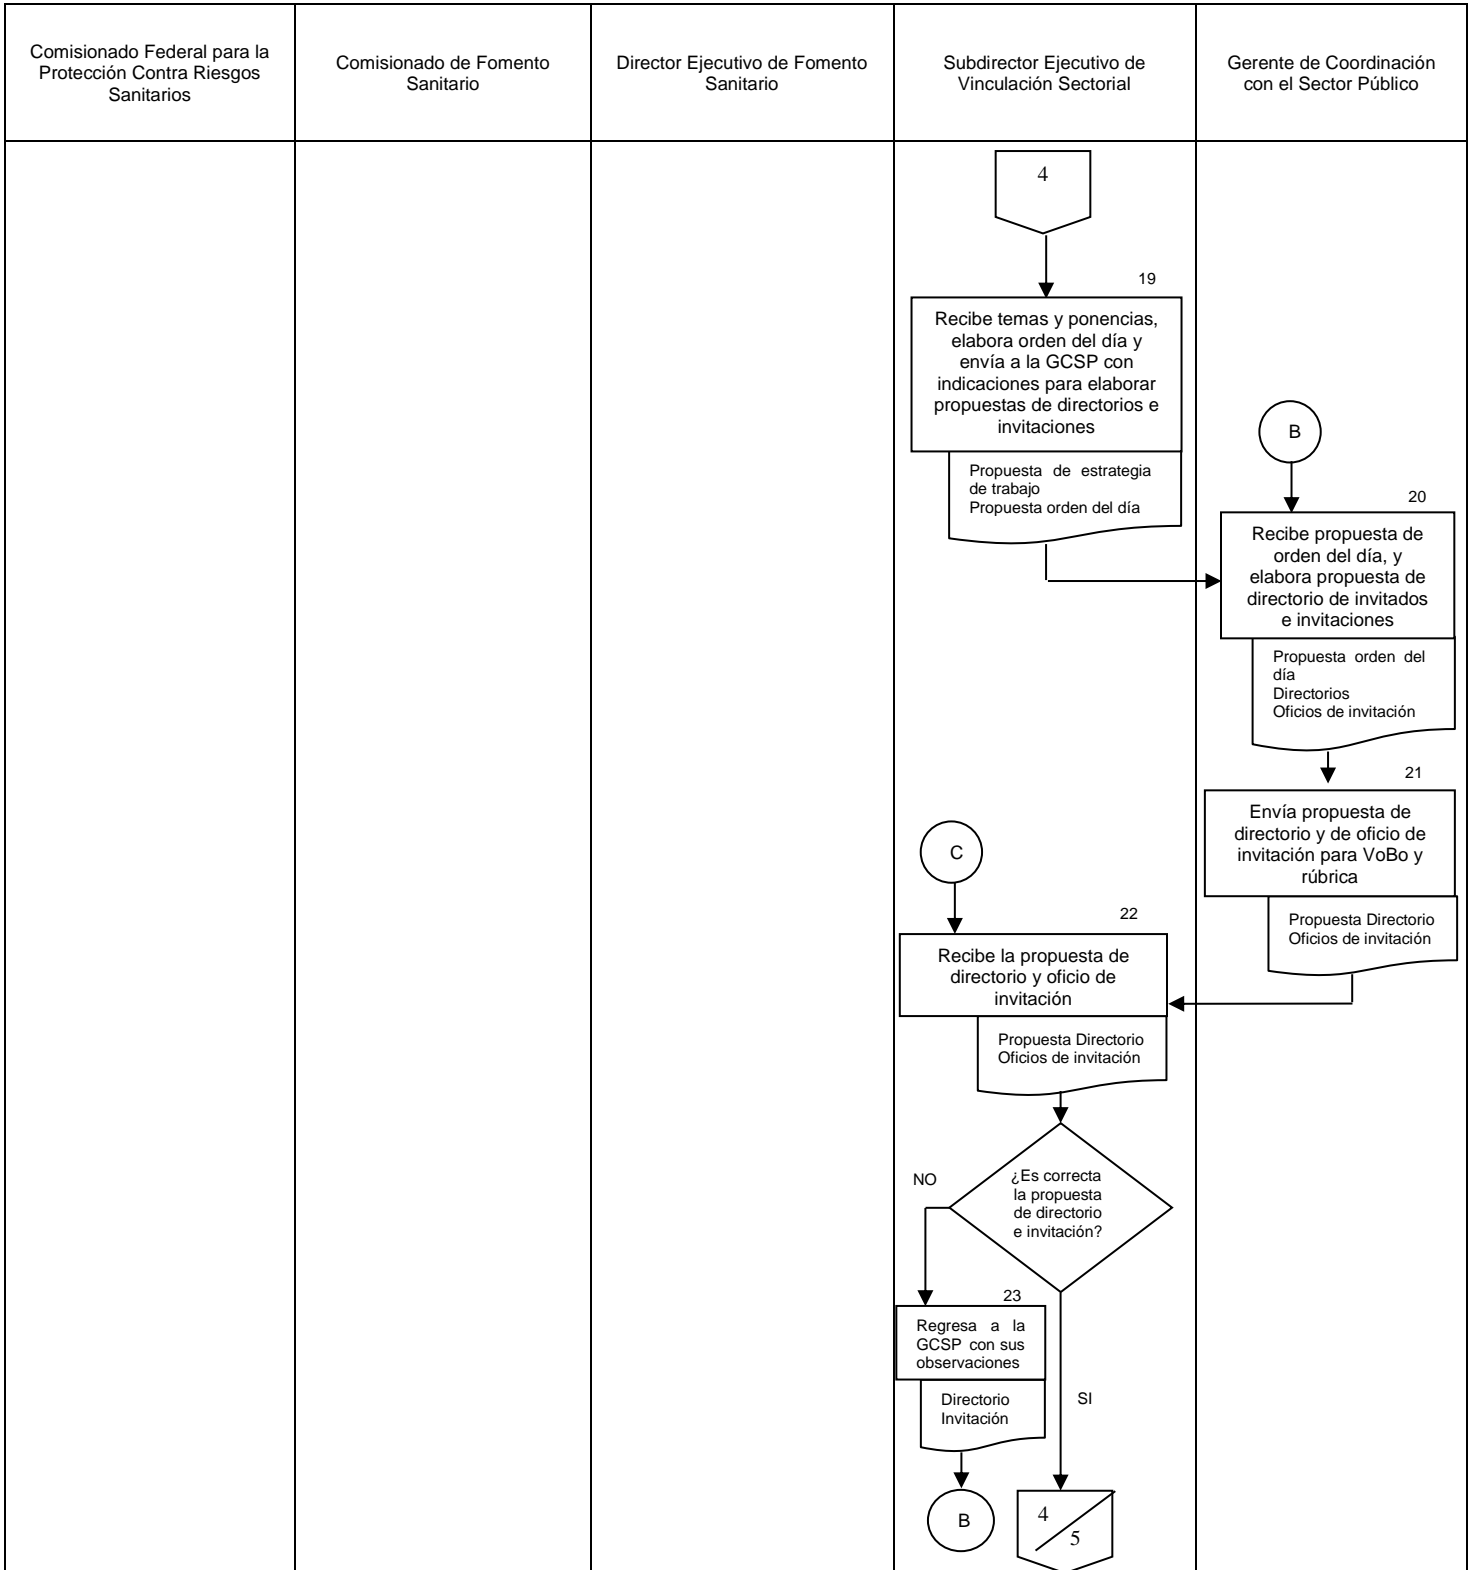 Comisionado Federal para la
Protección Contra Riesgos
Sanitarios
Comisionado de Fomento
Sanitario
Director Ejecutivo de Fomento
Sanitario
Subdirector Ejecutivo de
Vinculación Sectorial
Gerente de Coordinación
con el Sector Público
4
19
Recibe temas y ponencias,
elabora orden del día y
envía a la GCSP con
indicaciones para elaborar
propuestas de directorios e
invitaciones
Propuesta de estrategia
de trabajo
Propuesta orden del día
B
20
Recibe propuesta de
orden del día, y
elabora propuesta de
directorio de invitados
e invitaciones
Propuesta orden del
día
Directorios
Oficios de invitación
21
Envía propuesta de
directorio y de oficio de
invitación para VoBo y
rúbrica
Propuesta Directorio
Oficios de invitación
C
22
Recibe la propuesta de
directorio y oficio de
invitación
Propuesta Directorio
Oficios de invitación
¿Es correcta
la propuesta
de directorio
e invitación?
NO
23
Regresa a la
GCSP con sus
observaciones
Directorio
Invitación
SI
B
4
5